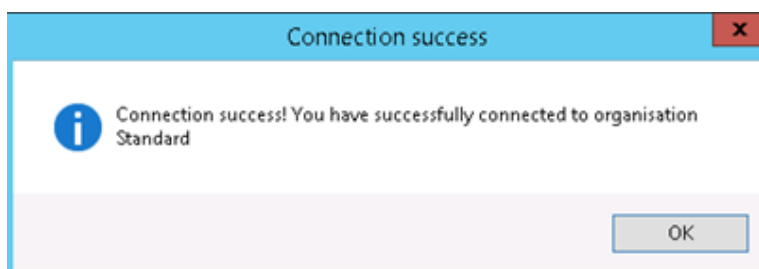 Connection success
x
Connection success! You have successfully connected to organisation
Standard
OK